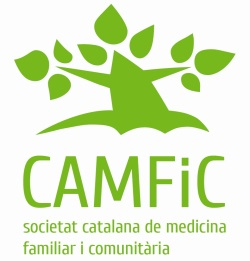 CAMFiC
societat catalana de medicina
familiar i comunitària